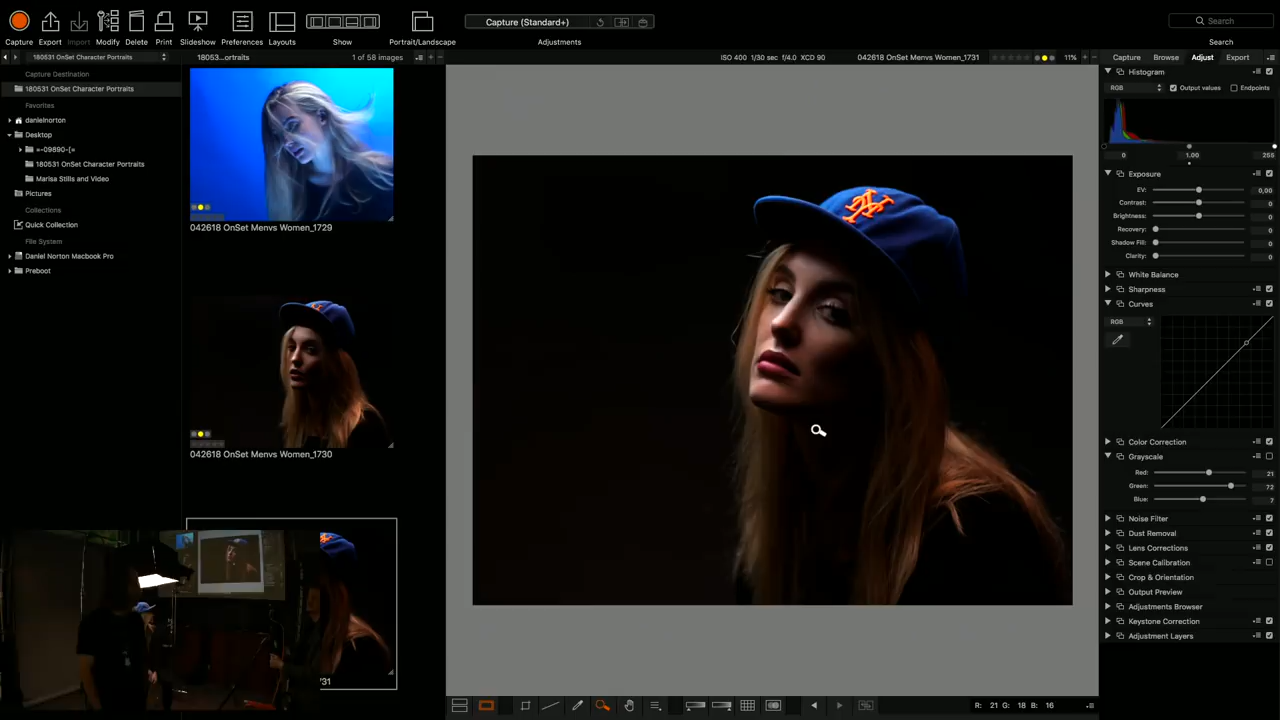 Capture Export Import Modify Delete Print Slideshow Preferences Layouts Show Portrait/Landscape Adjustments Search
Capture (Standard+)
Search
180531 OnSet Character Portraits
18053...ortraits
1 of 58 images
ISO 400 1/30 sec f/4.0 XCD 90
042618 OnSet Menvs Women_1731
11%
Capture Browse Adjust Export
Capture Destination
180531 OnSet Character Portraits
Favorites
danielnorton
Desktop
180531 OnSet Character Portraits
Marisa Stills and Video
Pictures
Collections
Quick Collection
File System
Daniel Norton Macbook Pro
Preboot
042618 OnSet Menvs Women_1729
042618 OnSet Menvs Women_1730
731
Histogram
RGB Output values Endpoints
0 1.00 255
Exposure
EV: 0,00
Contrast: 0
Brightness: 0
Recovery: 0
Shadow Fill: 0
Clarity: 0
White Balance
Sharpness
Curves
RGB
Color Correction
Grayscale
Red: 21
Green: 72
Blue: 7
Noise Filter
Dust Removal
Lens Corrections
Scene Calibration
Crop & Orientation
Output Preview
Adjustments Browser
Keystone Correction
Adjustment Layers
R: 21 G: 18 B: 16